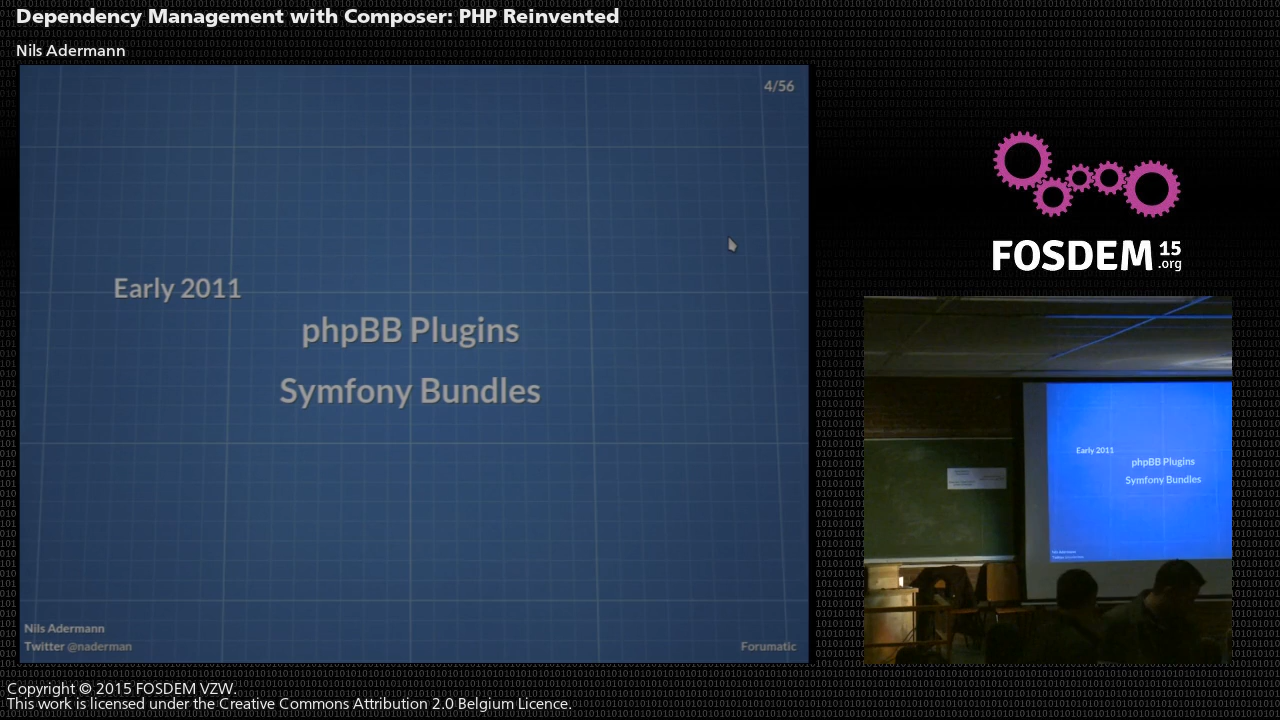 Dependency Management with Composer: PHP Reinvented
Nils Adermann
4/56
Early 2011
phpBB Plugins
Symfony Bundles
Nils Adermann
Twitter @naderman
Forumatic
FOSDEM 15
.org
Early 2011
phpBB Plugins
Symfony Bundles
Copyright © 2015 FOSDEM VZW.
This work is licensed under the Creative Commons Attribution 2.0 Belgium Licence.